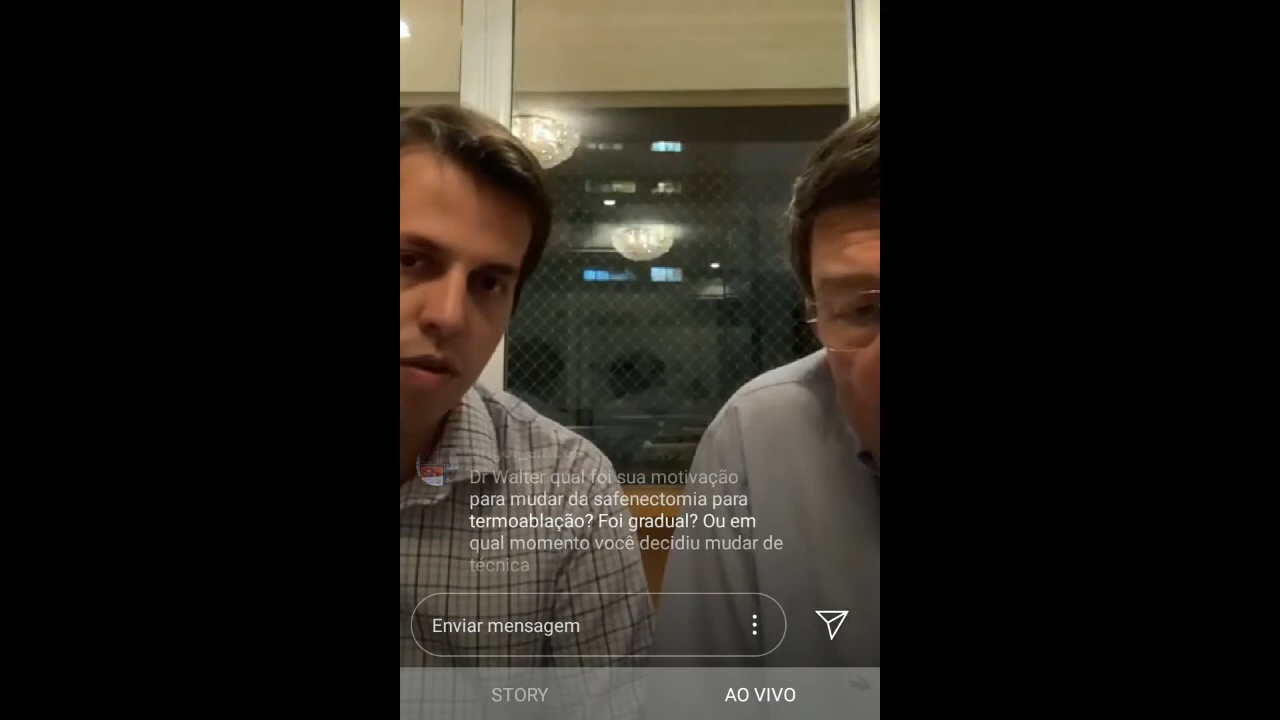 Dr Walter qual foi sua motivação
para mudar da safenectomia para
termoablação? Foi gradual? Ou em
qual momento você decidiu mudar de
técnica
Enviar mensagem
STORY
AO VIVO